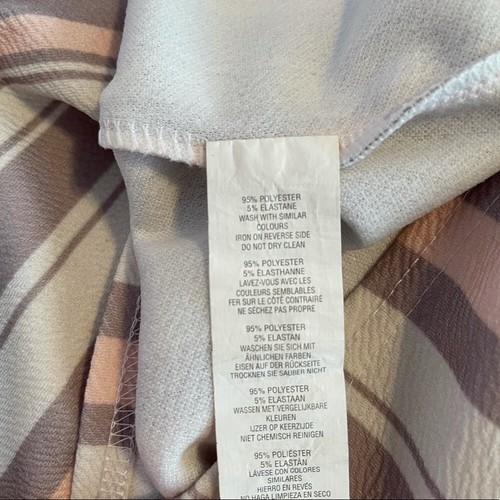 95% POLYESTER
5% ELASTANE
WASH WITH SIMILAR
COLOURS
IRON ON REVERSE SIDE
DO NOT DRY CLEAN
95% POLYESTER
5% ÉLASTHANNE
LAVEZ-VOUS AVEC LES
COULEURS SEMBLABLES
FER SUR LE CÔTÉ CONTRAIRÉ
NE SÉCHEZ PAS PROPRE
95% POLYESTER
5% ELASTAN
WASCHEN SIE SICH MIT
ÄHNLICHEN FARBEN
EISEN AUF DER RÜCKSEITE
TROCKNEN SIE SAUBER NICHT
95% POLYESTER
5% ELASTAAN
WASSEN MET VERGELIJKBARE
KLEUREN
IJZER OP KEERZIJDE
NIET CHEMISCH REINIGEN
95% POLIÉSTER
5% ELASTÁN
LÁVESE CON COLORES
SIMILARES
HIERRO EN REVÉS
NO HAGA LIMPIEZA EN SECO